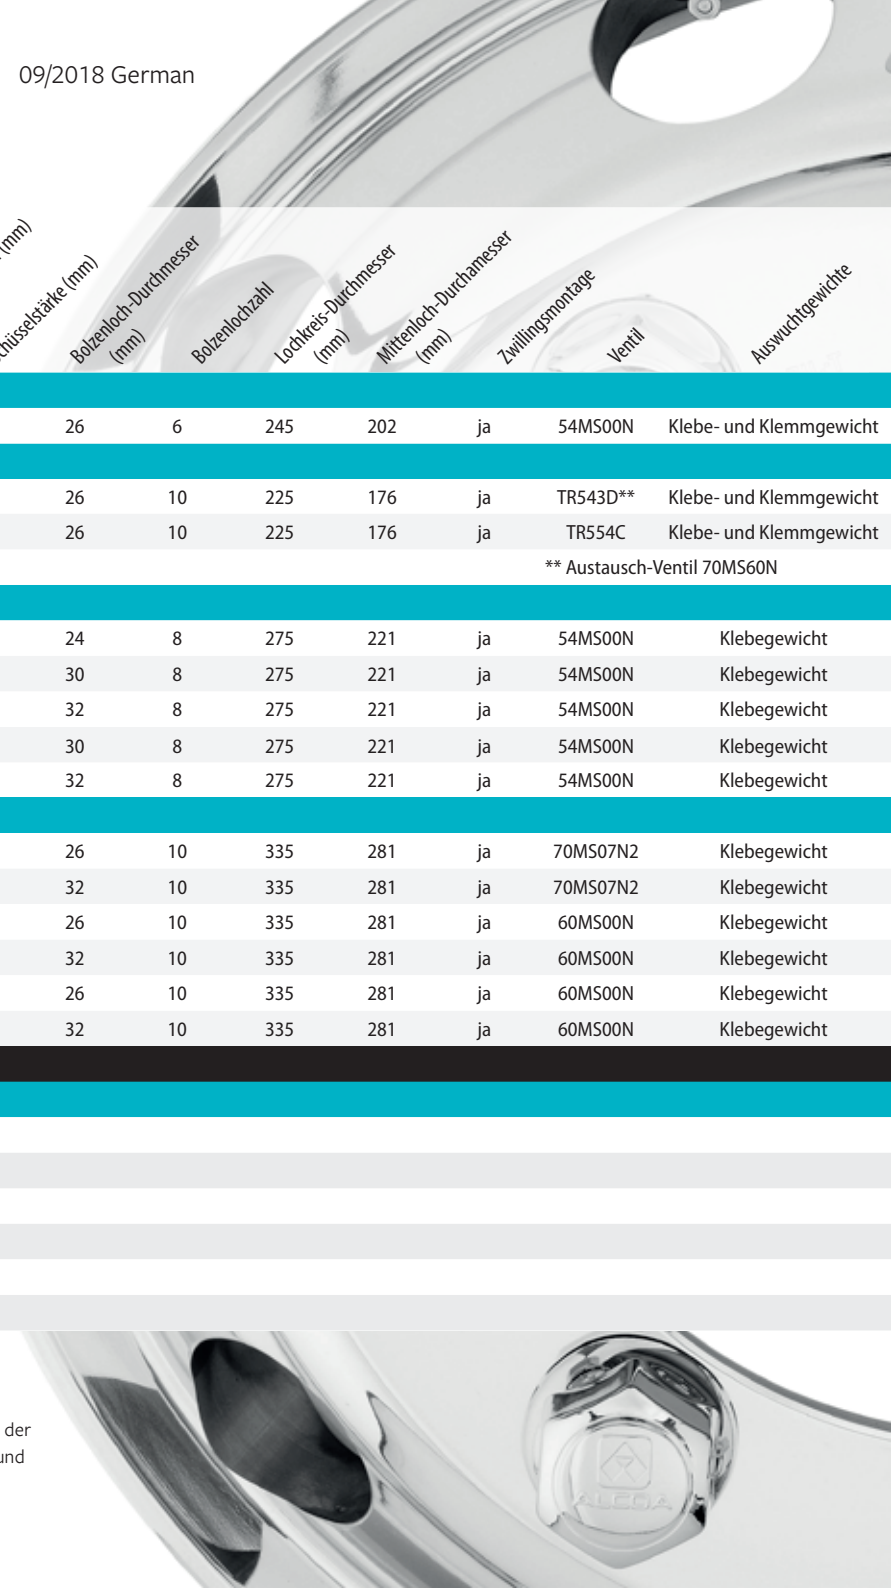 09/2018 German
(mm)
(mm)
Bolzenloch-Durchmesser
(mm)
Bolzenlochzahl
Lochkreis-Durchmesser
(mm)
Mittenloch-Durchamesser
(mm)
Zwillingsmontage
Ventil
Auswuchtgewichte
26 6 245 202 ja 54MS00N Klebe- und Klemmgewicht
26 10 225 176 ja TR543D** Klebe- und Klemmgewicht
26 10 225 176 ja TR554C Klebe- und Klemmgewicht
** Austausch-Ventil 70MS60N
24 8 275 221 ja 54MS00N Klebegewicht
30 8 275 221 ja 54MS00N Klebegewicht
32 8 275 221 ja 54MS00N Klebegewicht
30 8 275 221 ja 54MS00N Klebegewicht
32 8 275 221 ja 54MS00N Klebegewicht
26 10 335 281 ja 70MS07N2 Klebegewicht
32 10 335 281 ja 70MS07N2 Klebegewicht
26 10 335 281 ja 60MS00N Klebegewicht
32 10 335 281 ja 60MS00N Klebegewicht
26 10 335 281 ja 60MS00N Klebegewicht
32 10 335 281 ja 60MS00N Klebegewicht
der
und
ALCOA